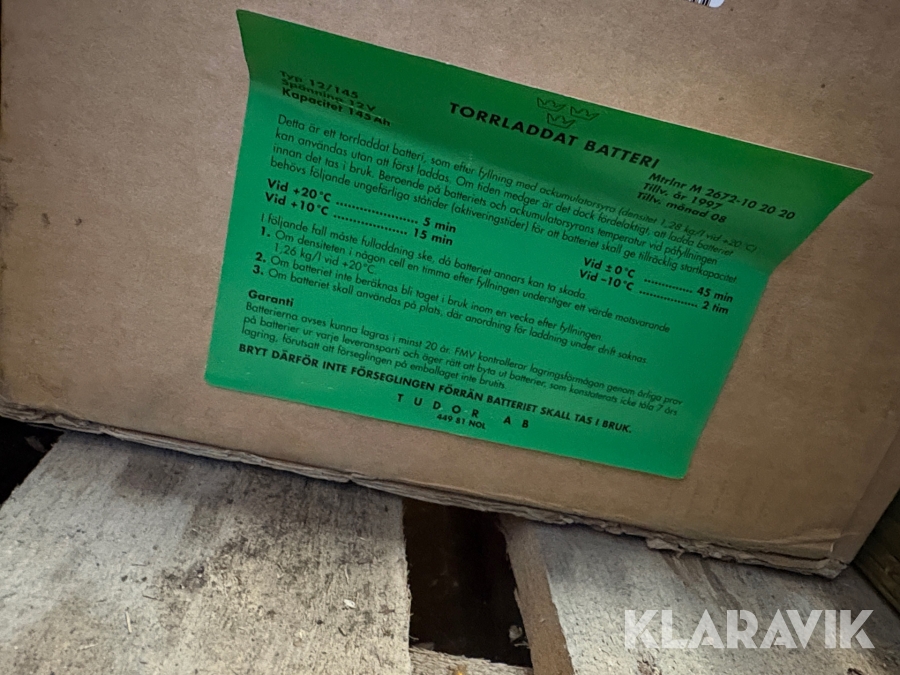 Typ 12/145
Spänning 12 V
Kapacitet 145 Ah
TORRLADDAT BATTERI
Mtrlnr M 2672-10 20 20
Tillv. år 1997
Tillv. månad 08
Detta är ett torrladdat batteri, som efter fyllning med ackumulatorsyra (densitet 1,28 kg/l vid +20°C)
kan användas utan att först laddas. Om tiden medger är det dock fördelaktigt, att ladda batteriet
innan det tas i bruk. Beroende på batteriets och ackumulatorsyrans temperatur vid påfyllningen
behövs följande ungefärliga ståtider (aktiveringstider) för att batteriet skall ge tillräcklig startkapacitet
Vid +20°C .................... 5 min
Vid +10°C ................... 15 min
Vid ±0°C ............... 45 min
Vid -10°C ............... 2 tim
I följande fall måste fulladdning ske, då batteriet annars kan ta skada.
1. Om densiteten i någon cell en timma efter fyllningen understiger ett värde motsvarande
1,26 kg/l vid +20°C.
2. Om batteriet inte beräknas bli taget i bruk inom en vecka efter fyllningen.
3. Om batteriet skall användas på plats, där anordning för laddning under drift saknas.
Garanti
Batterierna avses kunna lagras i minst 20 år. FMV kontrollerar lagringsförmågan genom årliga prov
på batterier ur varje leveransparti och äger rätt att byta ut batterier, som konstaterats icke tåla 7 års
lagring, förutsatt att förseglingen på emballaget inte brutits.
BRYT DÄRFÖR INTE FÖRSEGLINGEN FÖRRÄN BATTERIET SKALL TAS I BRUK.
TUDOR AB
449 81 NOL
KLARAVIK